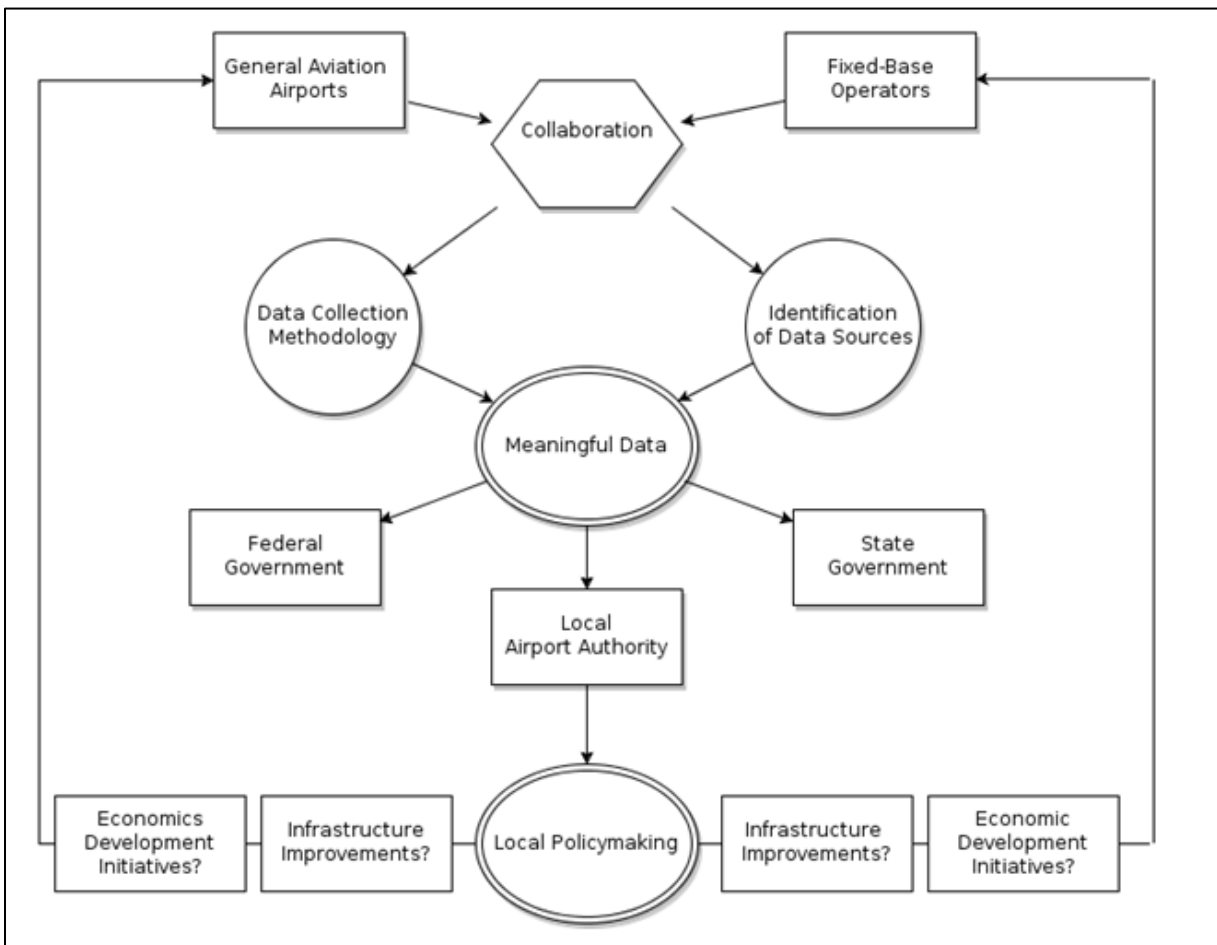 General Aviation
Airports
Fixed-Base
Operators
Collaboration
Data Collection
Methodology
Identification
of Data Sources
Meaningful Data
Federal
Government
State
Government
Local
Airport Authority
Economics
Development
Initiatives?
Infrastructure
Improvements?
Local Policymaking
Infrastructure
Improvements?
Economic
Development
Initiatives?